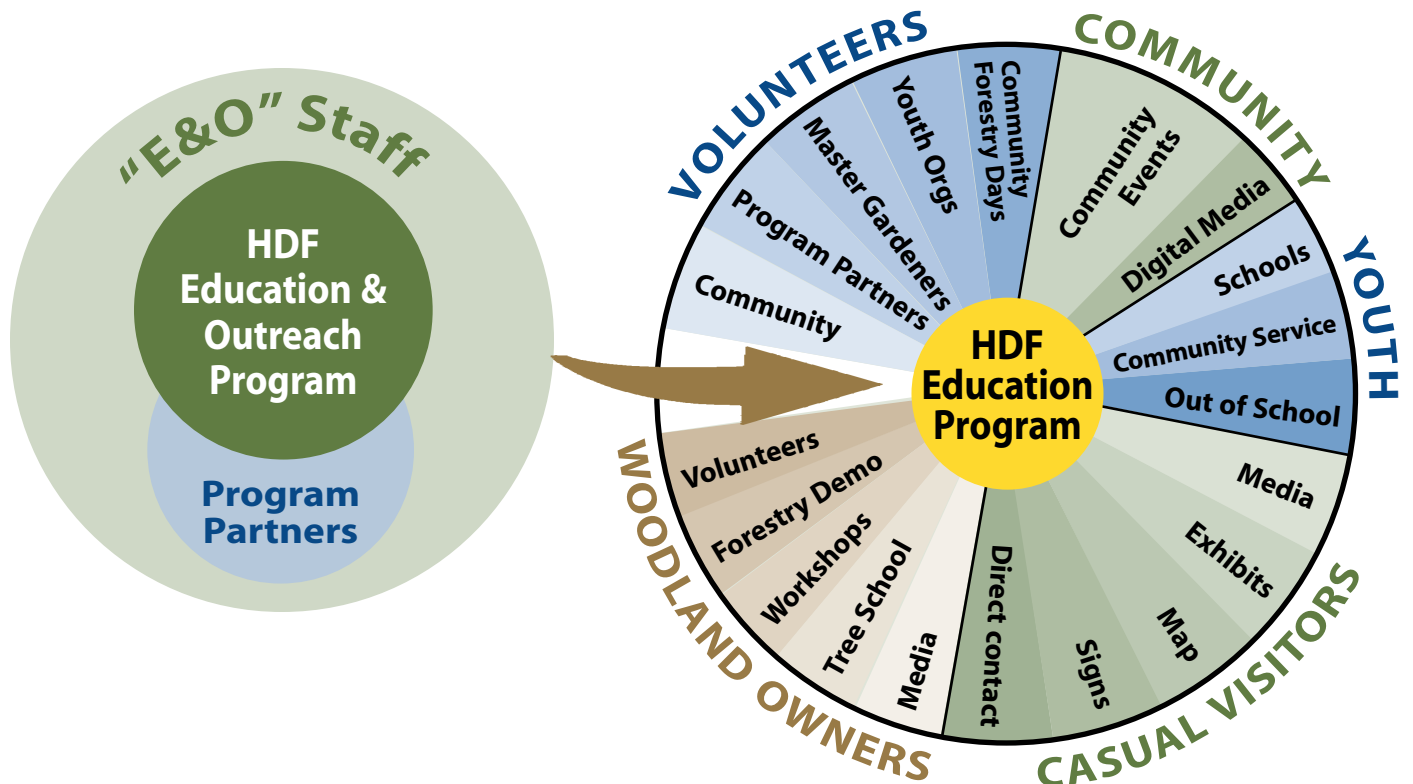 “E&O” Staff
HDF
Education &
Outreach
Program
Program
Partners
VOLUNTEERS
Community
Program Partners
Master Gardeners
Youth Orgs
Community
Forestry Days
COMMUNITY
Community
Events
Digital Media
YOUTH
Schools
Community Service
Out of School
HDF
Education
Program
CASUAL VISITORS
Media
Exhibits
Map
Signs
Direct contact
WOODLAND OWNERS
Volunteers
Forestry Demo
Workshops
Tree School
Media